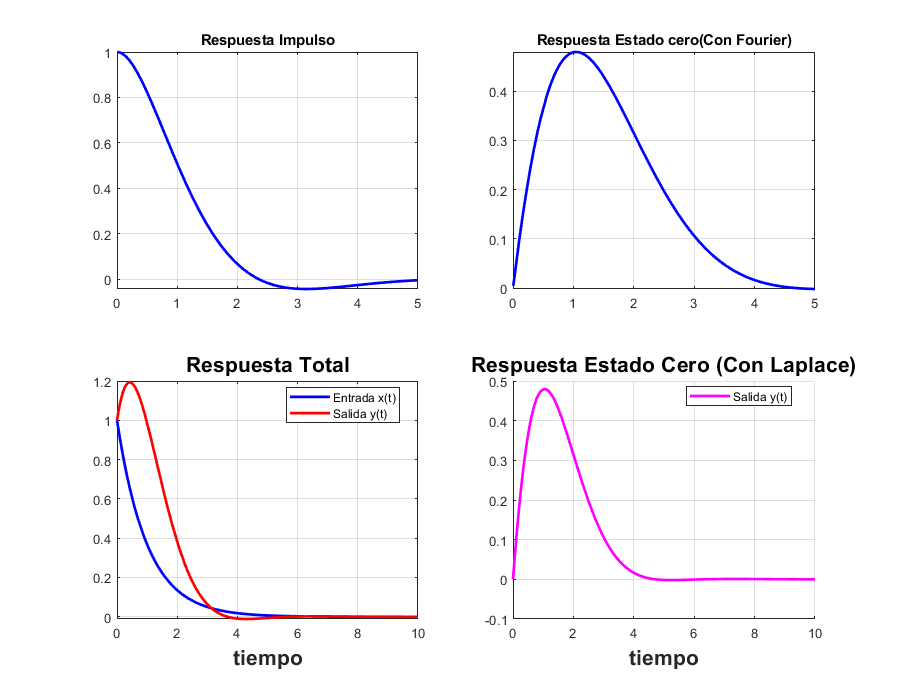 Respuesta Impulso
1
0.8
0.6
0.4
0.2
0
0 1 2 3 4 5
Respuesta Estado cero(Con Fourier)
0.4
0.3
0.2
0.1
0
0 1 2 3 4 5
Respuesta Total
1.2
1
0.8
0.6
0.4
0.2
0
Entrada x(t)
Salida y(t)
0 2 4 6 8 10
tiempo
Respuesta Estado Cero (Con Laplace)
0.5
0.4
0.3
0.2
0.1
0
-0.1
Salida y(t)
0 2 4 6 8 10
tiempo